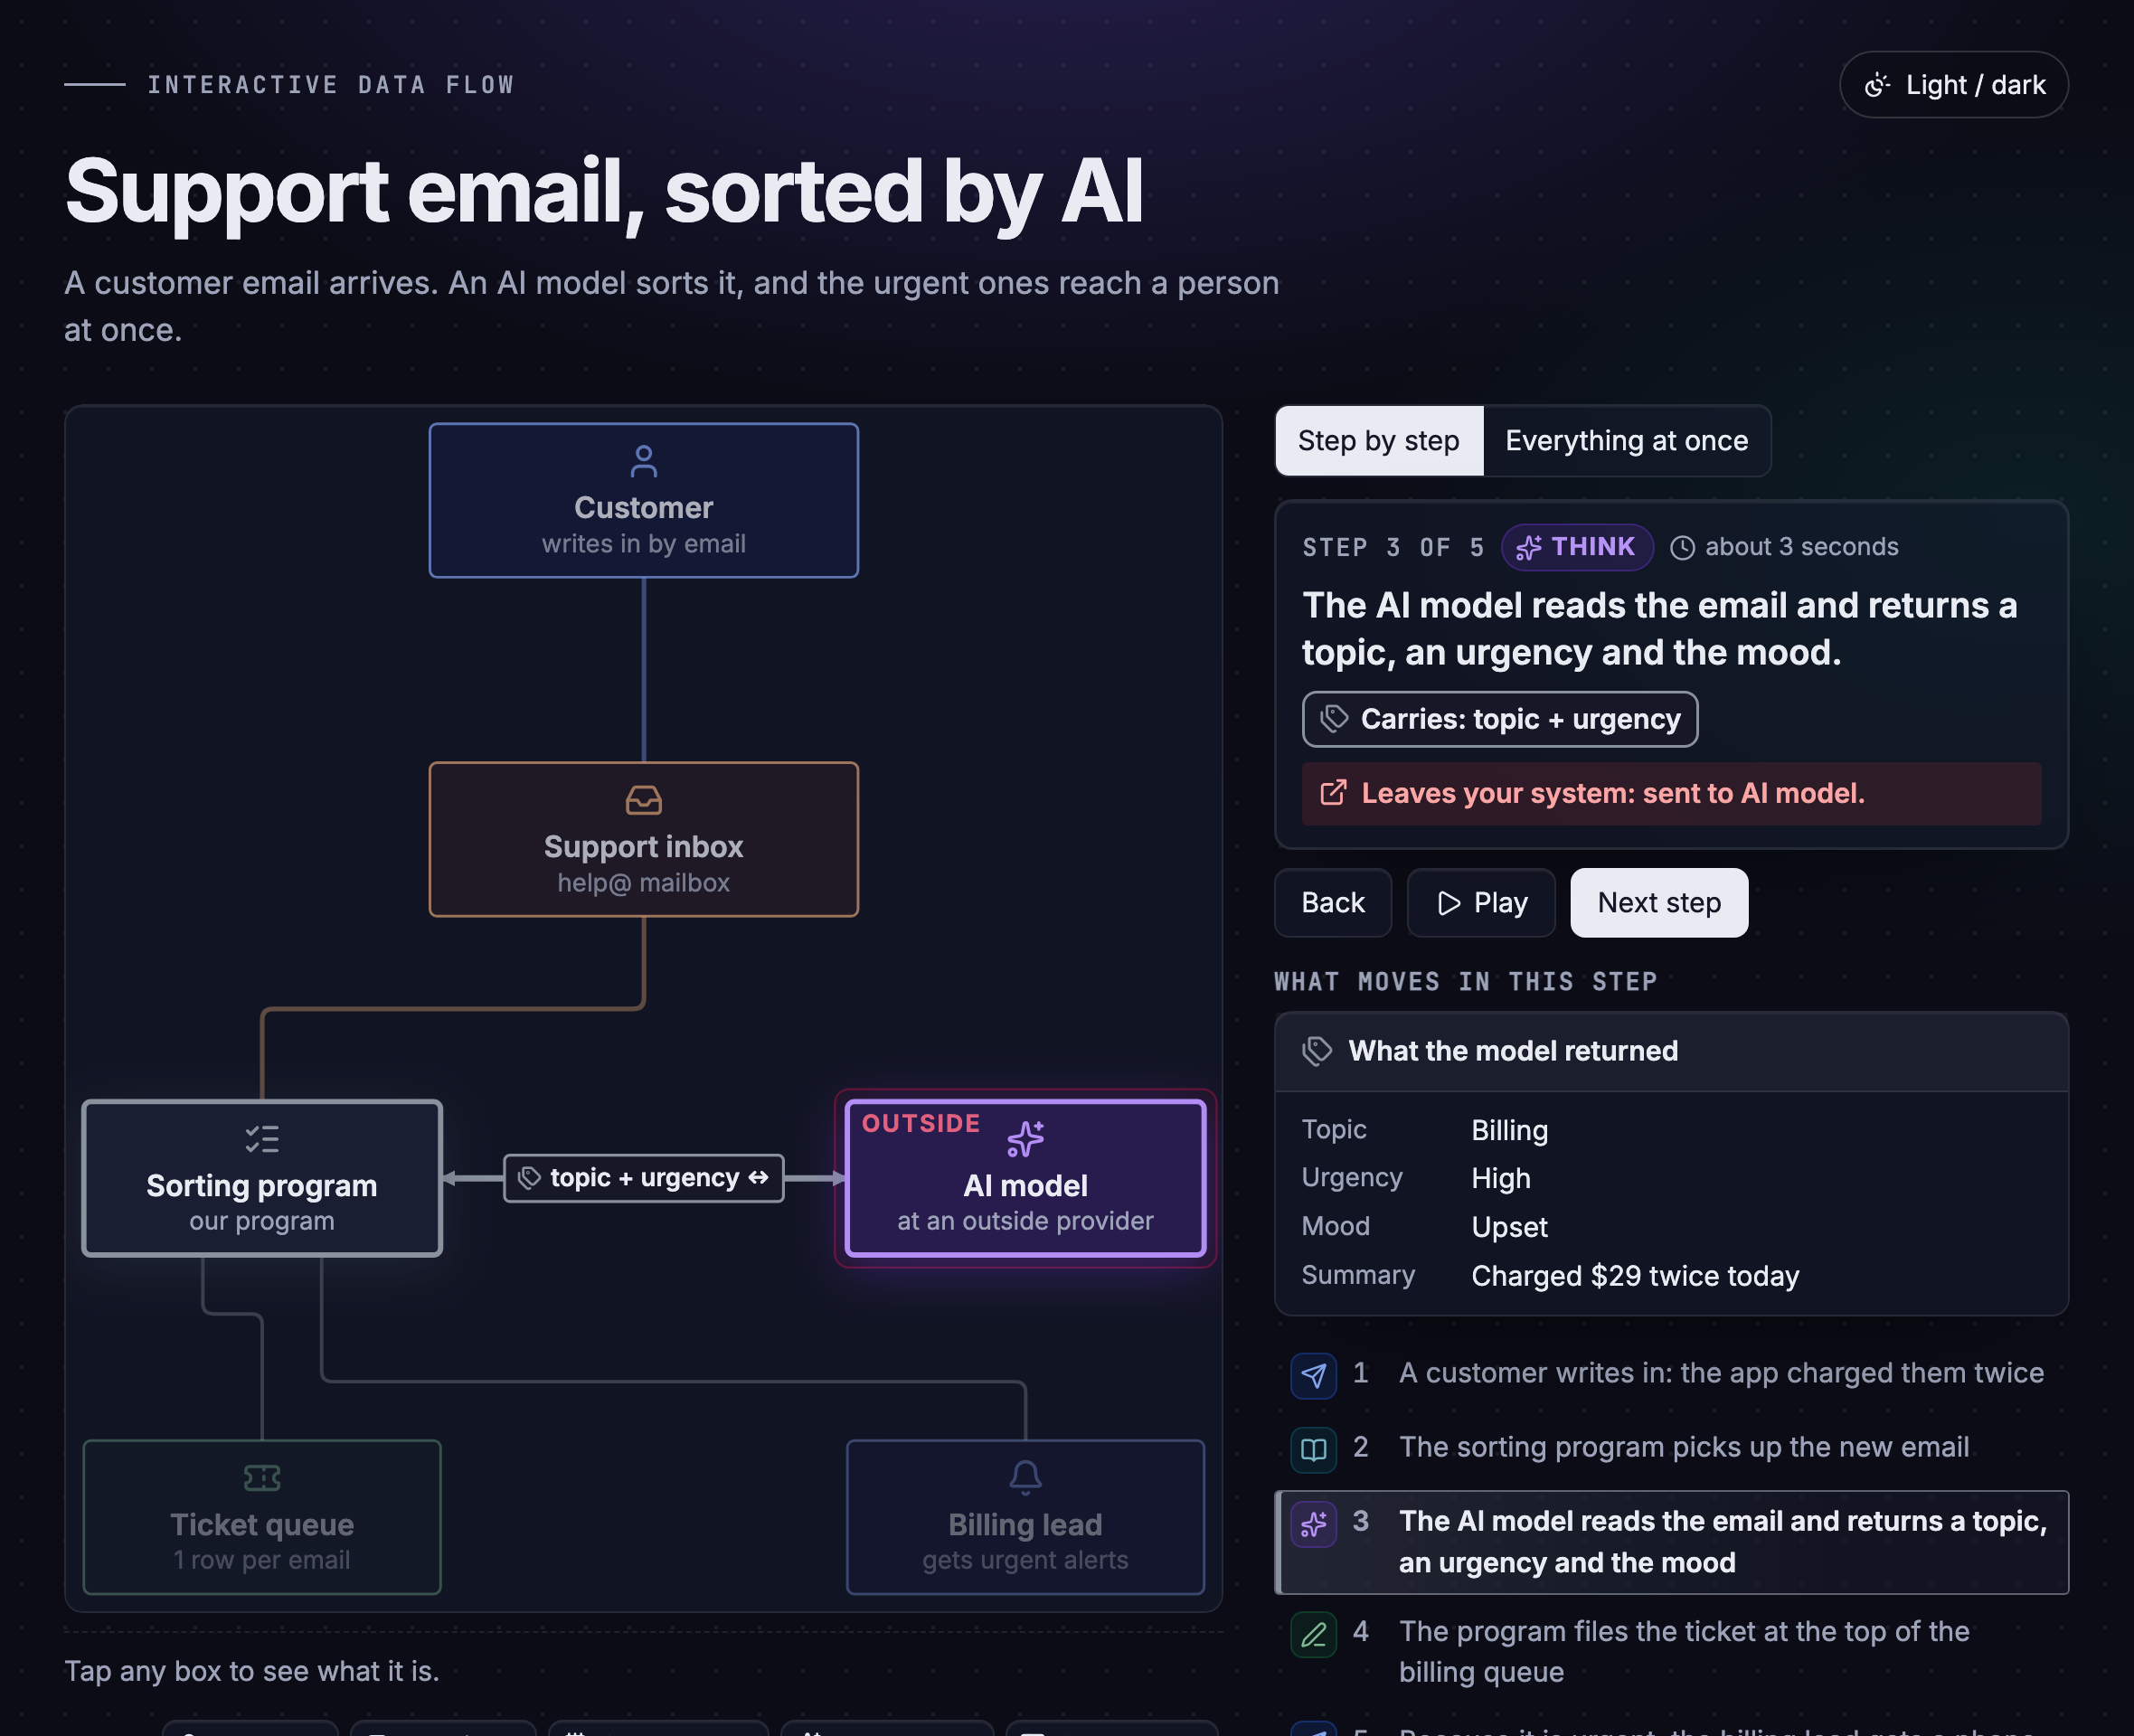 INTERACTIVE DATA FLOW
Light / dark
Support email, sorted by AI
A customer email arrives. An AI model sorts it, and the urgent ones reach a person
at once.
Customer
writes in by email
Support inbox
help@ mailbox
Sorting program
our program
topic + urgency ↔
OUTSIDE
AI model
at an outside provider
Ticket queue
1 row per email
Billing lead
gets urgent alerts
Tap any box to see what it is.
Step by step
Everything at once
STEP 3 OF 5
THINK
about 3 seconds
The AI model reads the email and returns a
topic, an urgency and the mood.
Carries: topic + urgency
Leaves your system: sent to AI model.
Back
Play
Next step
WHAT MOVES IN THIS STEP
What the model returned
Topic Billing
Urgency High
Mood Upset
Summary Charged $29 twice today
1 A customer writes in: the app charged them twice
2 The sorting program picks up the new email
3 The AI model reads the email and returns a topic,
an urgency and the mood
4 The program files the ticket at the top of the
billing queue